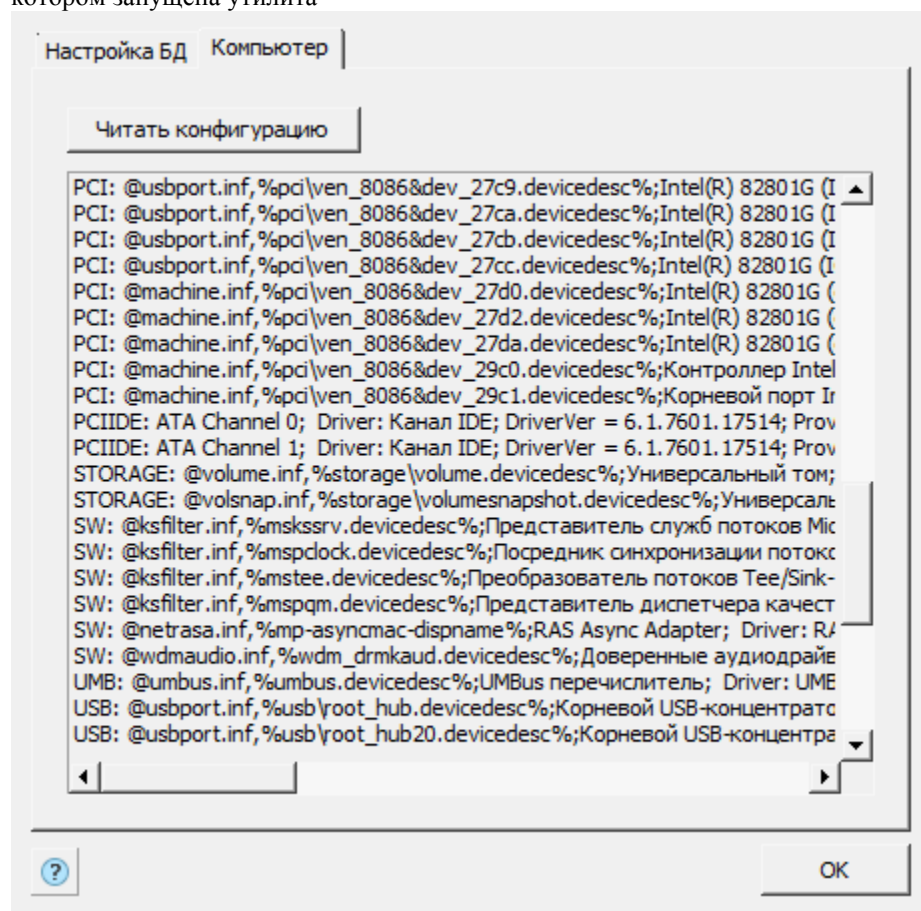 котором запущена утилита
Настройка БД Компьютер
Читать конфигурацию
PCI: @usbport.inf,%pci\ven_8086&dev_27c9.devicedesc%;Intel(R) 82801G (I
PCI: @usbport.inf,%pci\ven_8086&dev_27ca.devicedesc%;Intel(R) 82801G (I
PCI: @usbport.inf,%pci\ven_8086&dev_27cb.devicedesc%;Intel(R) 82801G (I
PCI: @usbport.inf,%pci\ven_8086&dev_27cc.devicedesc%;Intel(R) 82801G (I
PCI: @machine.inf,%pci\ven_8086&dev_27d0.devicedesc%;Intel(R) 82801G (
PCI: @machine.inf,%pci\ven_8086&dev_27d2.devicedesc%;Intel(R) 82801G (
PCI: @machine.inf,%pci\ven_8086&dev_27da.devicedesc%;Intel(R) 82801G (
PCI: @machine.inf,%pci\ven_8086&dev_29c0.devicedesc%;Контроллер Intel
PCI: @machine.inf,%pci\ven_8086&dev_29c1.devicedesc%;Корневой порт Ir
PCIIDE: ATA Channel 0;  Driver: Канал IDE; DriverVer = 6.1.7601.17514; Prov
PCIIDE: ATA Channel 1;  Driver: Канал IDE; DriverVer = 6.1.7601.17514; Prov
STORAGE: @volume.inf,%storage\volume.devicedesc%;Универсальный том;
STORAGE: @volsnap.inf,%storage\volumesnapshot.devicedesc%;Универсаль
SW: @ksfilter.inf,%mskssrv.devicedesc%;Представитель служб потоков Mic
SW: @ksfilter.inf,%mspclock.devicedesc%;Посредник синхронизации потокс
SW: @ksfilter.inf,%mstee.devicedesc%;Преобразователь потоков Tee/Sink-
SW: @ksfilter.inf,%mspqm.devicedesc%;Представитель диспетчера качест
SW: @netrasa.inf,%mp-asyncmac-dispname%;RAS Async Adapter;  Driver: RA
SW: @wdmaudio.inf,%wdm_drmkaud.devicedesc%;Доверенные аудиодрайв
UMB: @umbus.inf,%umbus.devicedesc%;UMBus перечислитель;  Driver: UMB
USB: @usbport.inf,%usb\root_hub.devicedesc%;Корневой USB-концентратс
USB: @usbport.inf,%usb\root_hub20.devicedesc%;Корневой USB-концентра
?
OK